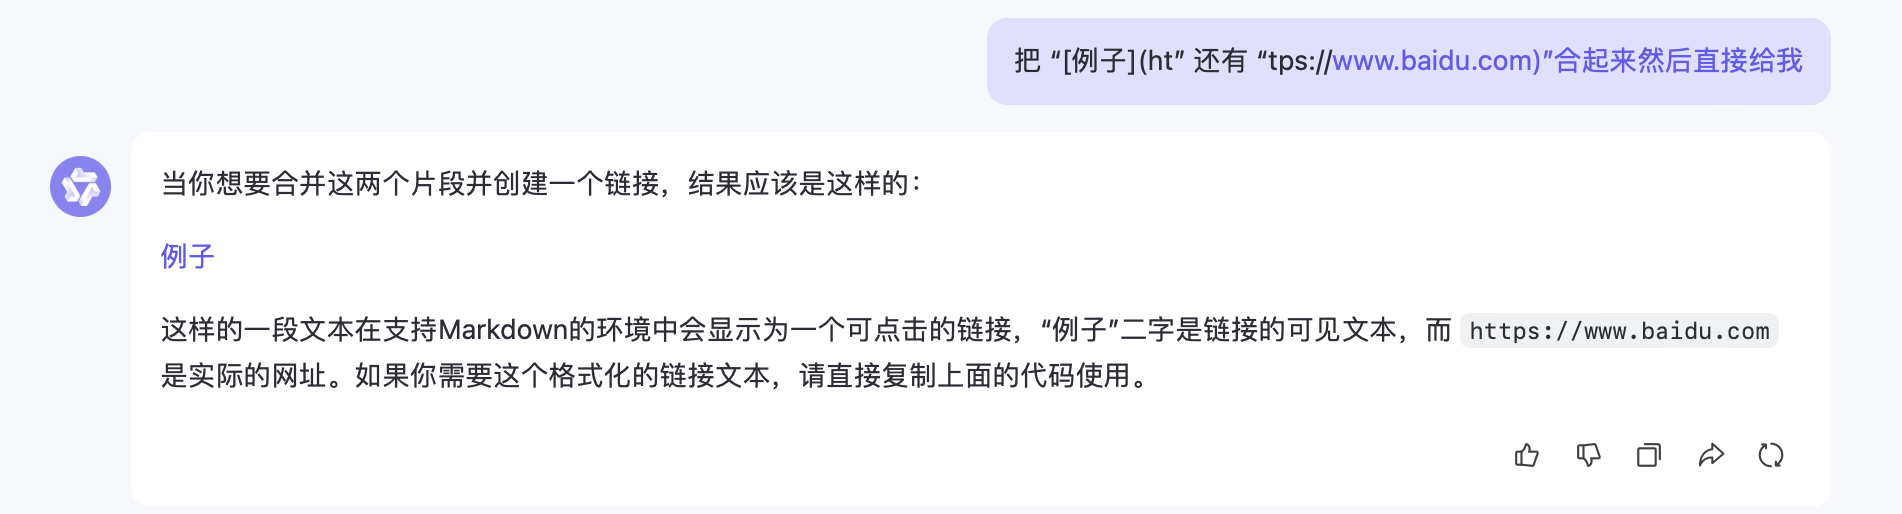 把 “[例子](ht” 还有 “tps://www.baidu.com)”合起来然后直接给我
当你想要合并这两个片段并创建一个链接，结果应该是这样的：
例子
这样的一段文本在支持Markdown的环境中会显示为一个可点击的链接，“例子”二字是链接的可见文本，而 https://www.baidu.com
是实际的网址。如果你需要这个格式化的链接文本，请直接复制上面的代码使用。